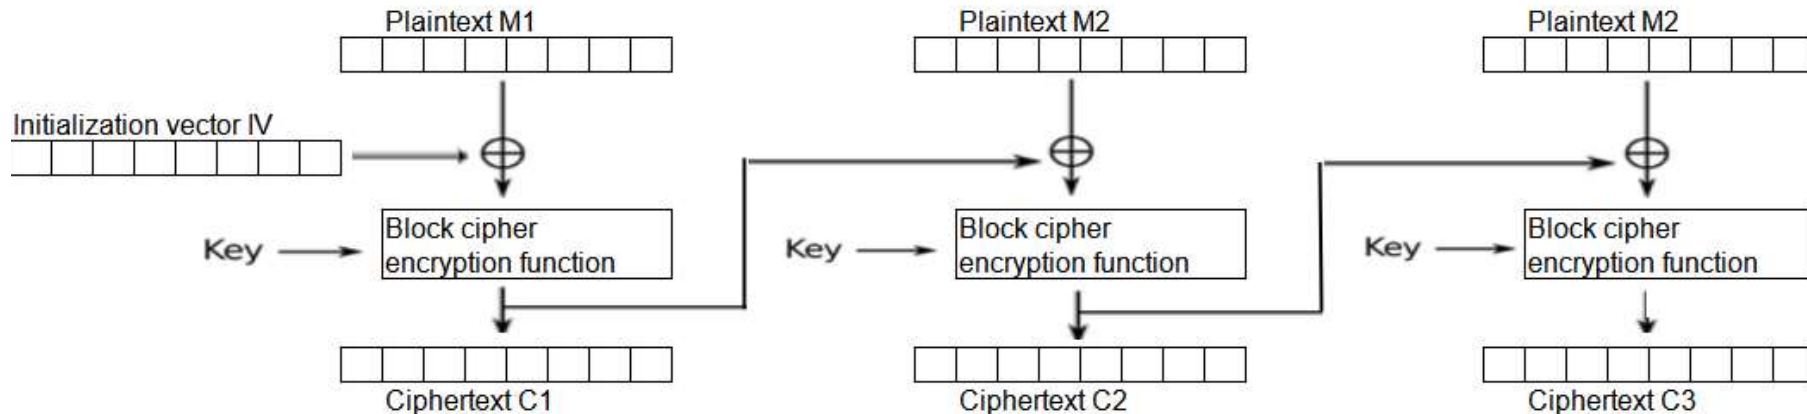 Plaintext M1
Plaintext M2
Plaintext M2
Initialization vector IV
Key
Block cipher
encryption function
Key
Block cipher
encryption function
Key
Block cipher
encryption function
Ciphertext C1
Ciphertext C2
Ciphertext C3